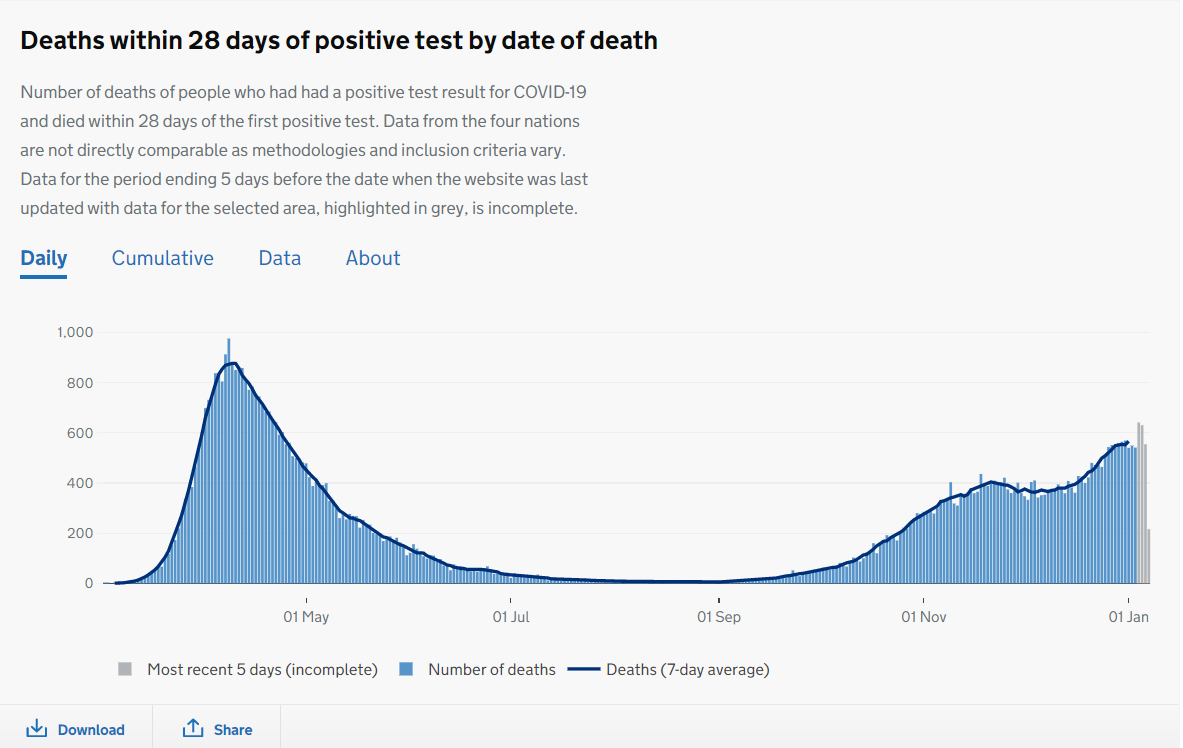 Deaths within 28 days of positive test by date of death
Number of deaths of people who had had a positive test result for COVID-19
and died within 28 days of the first positive test. Data from the four nations
are not directly comparable as methodologies and inclusion criteria vary.
Data for the period ending 5 days before the date when the website was last
updated with data for the selected area, highlighted in grey, is incomplete.
Daily Cumulative Data About
1,000
800
600
400
200
0
01 May 01 Jul 01 Sep 01 Nov 01 Jan
Most recent 5 days (incomplete) Number of deaths Deaths (7-day average)
Download Share